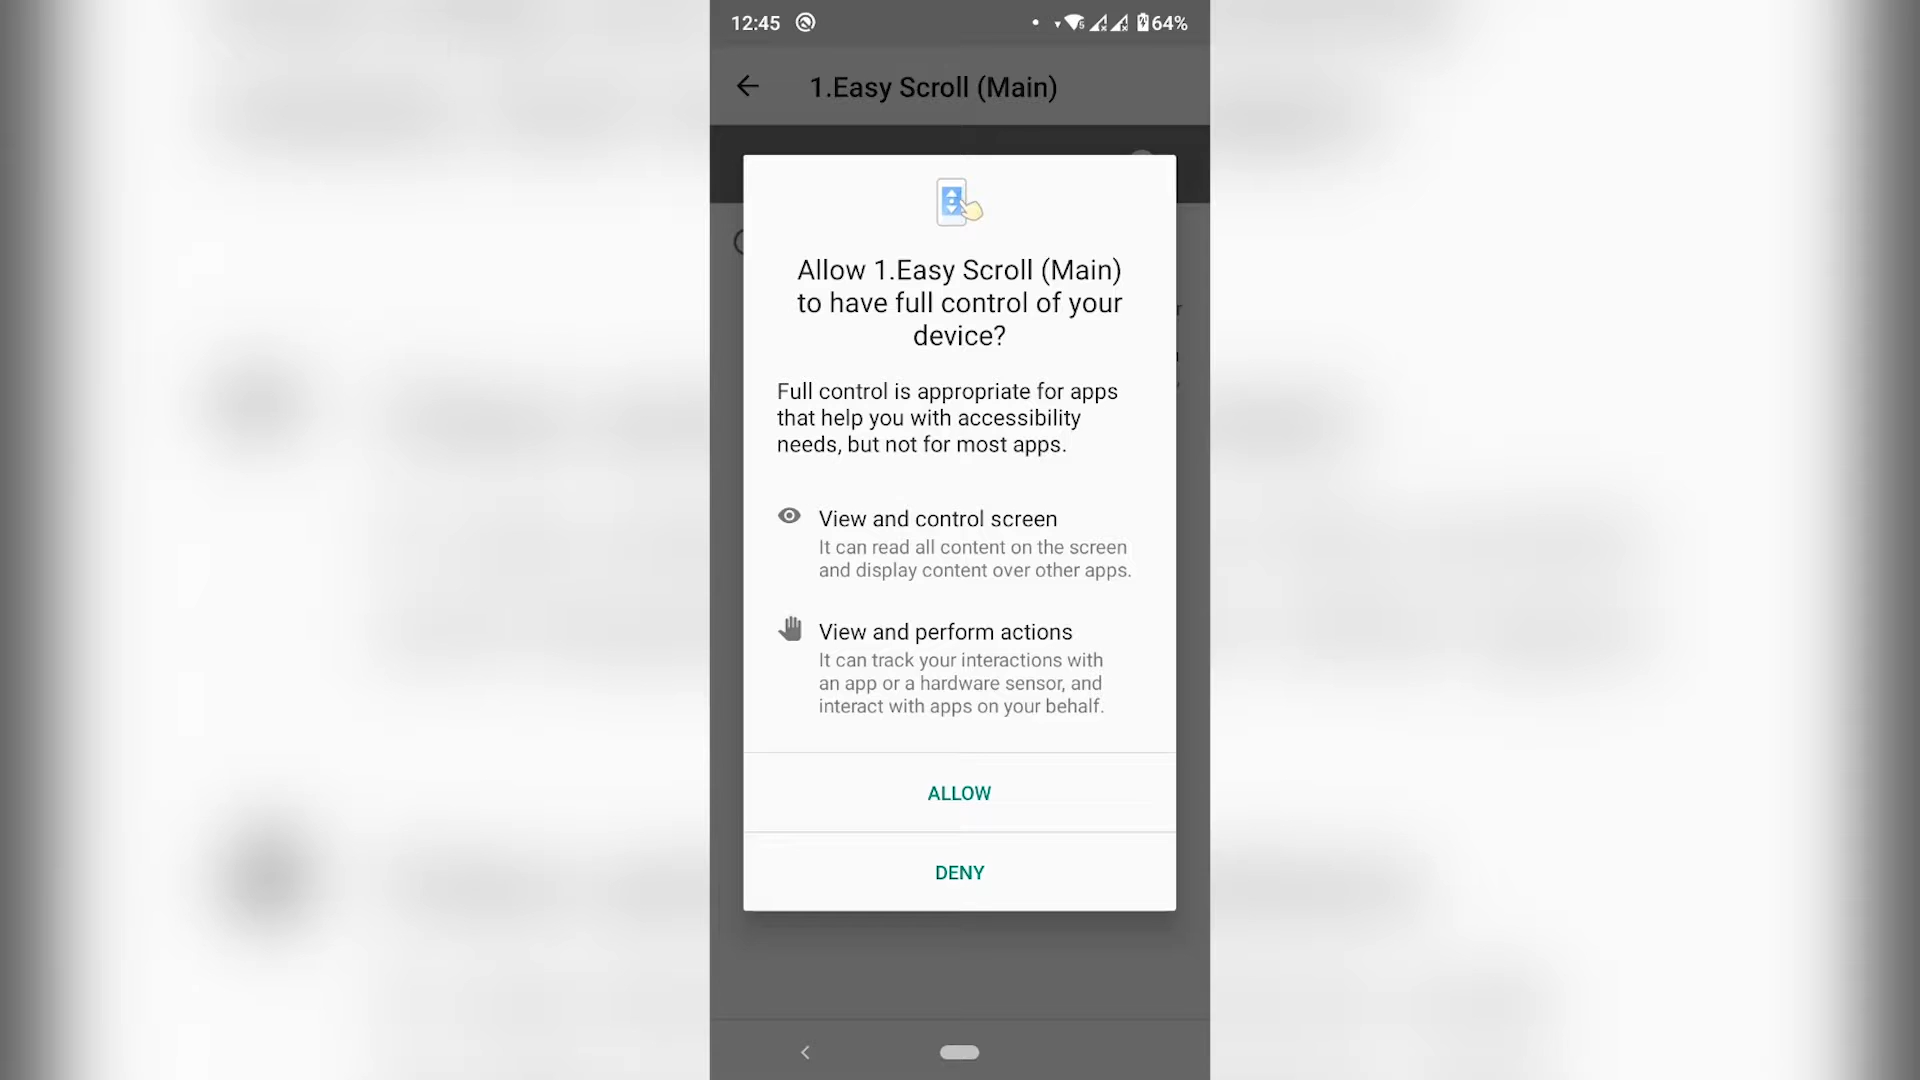 12:45
64%
1.Easy Scroll (Main)
Allow 1.Easy Scroll (Main)
to have full control of your
device?
Full control is appropriate for apps
that help you with accessibility
needs, but not for most apps.
View and control screen
It can read all content on the screen
and display content over other apps.
View and perform actions
It can track your interactions with
an app or a hardware sensor, and
interact with apps on your behalf.
ALLOW
DENY